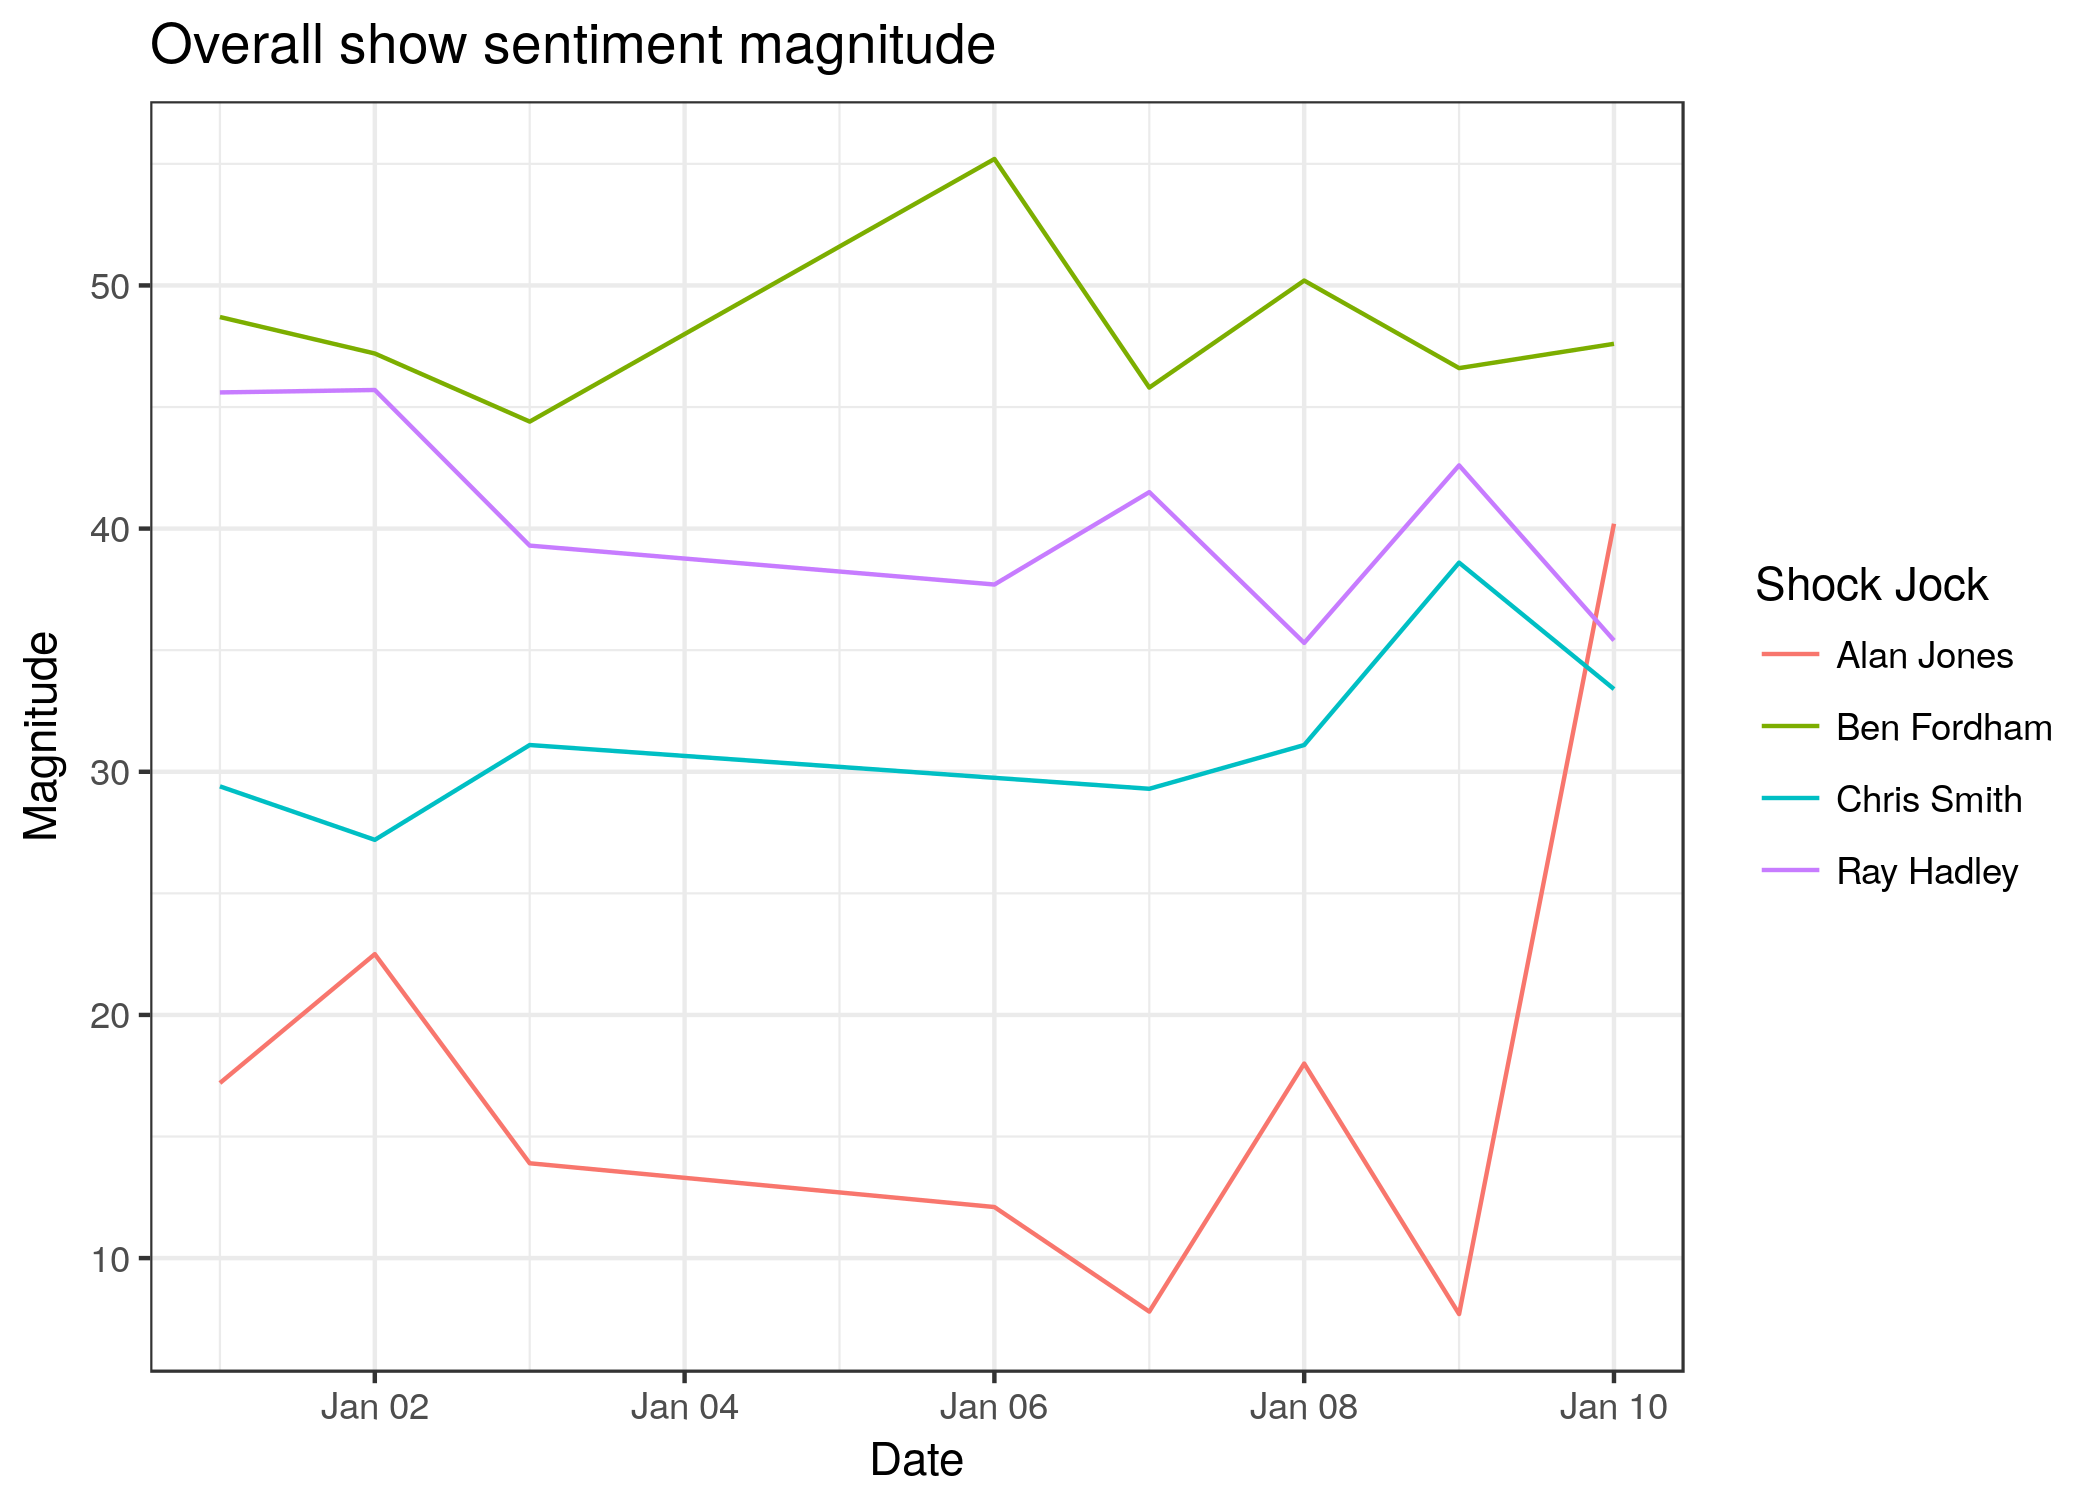 Overall show sentiment magnitude
50
40
30
20
10
Magnitude
Jan 02
Jan 04
Jan 06
Jan 08
Jan 10
Date
Shock Jock
Alan Jones
Ben Fordham
Chris Smith
Ray Hadley